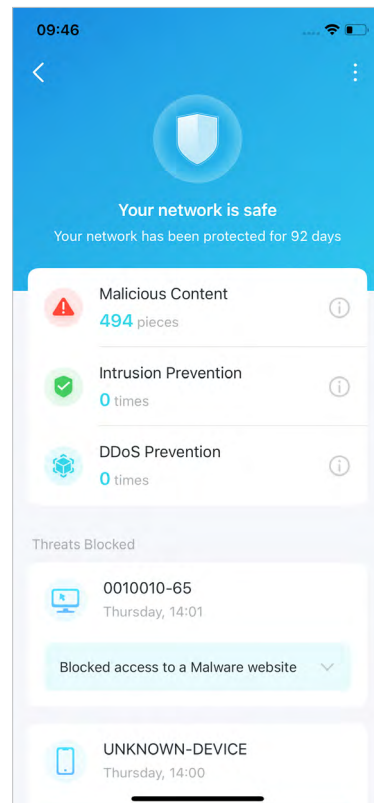 09:46
Your network is safe
Your network has been protected for 92 days
Malicious Content
494 pieces
Intrusion Prevention
0 times
DDoS Prevention
0 times
Threats Blocked
0010010-65
Thursday, 14:01
Blocked access to a Malware website
UNKNOWN-DEVICE
Thursday, 14:00